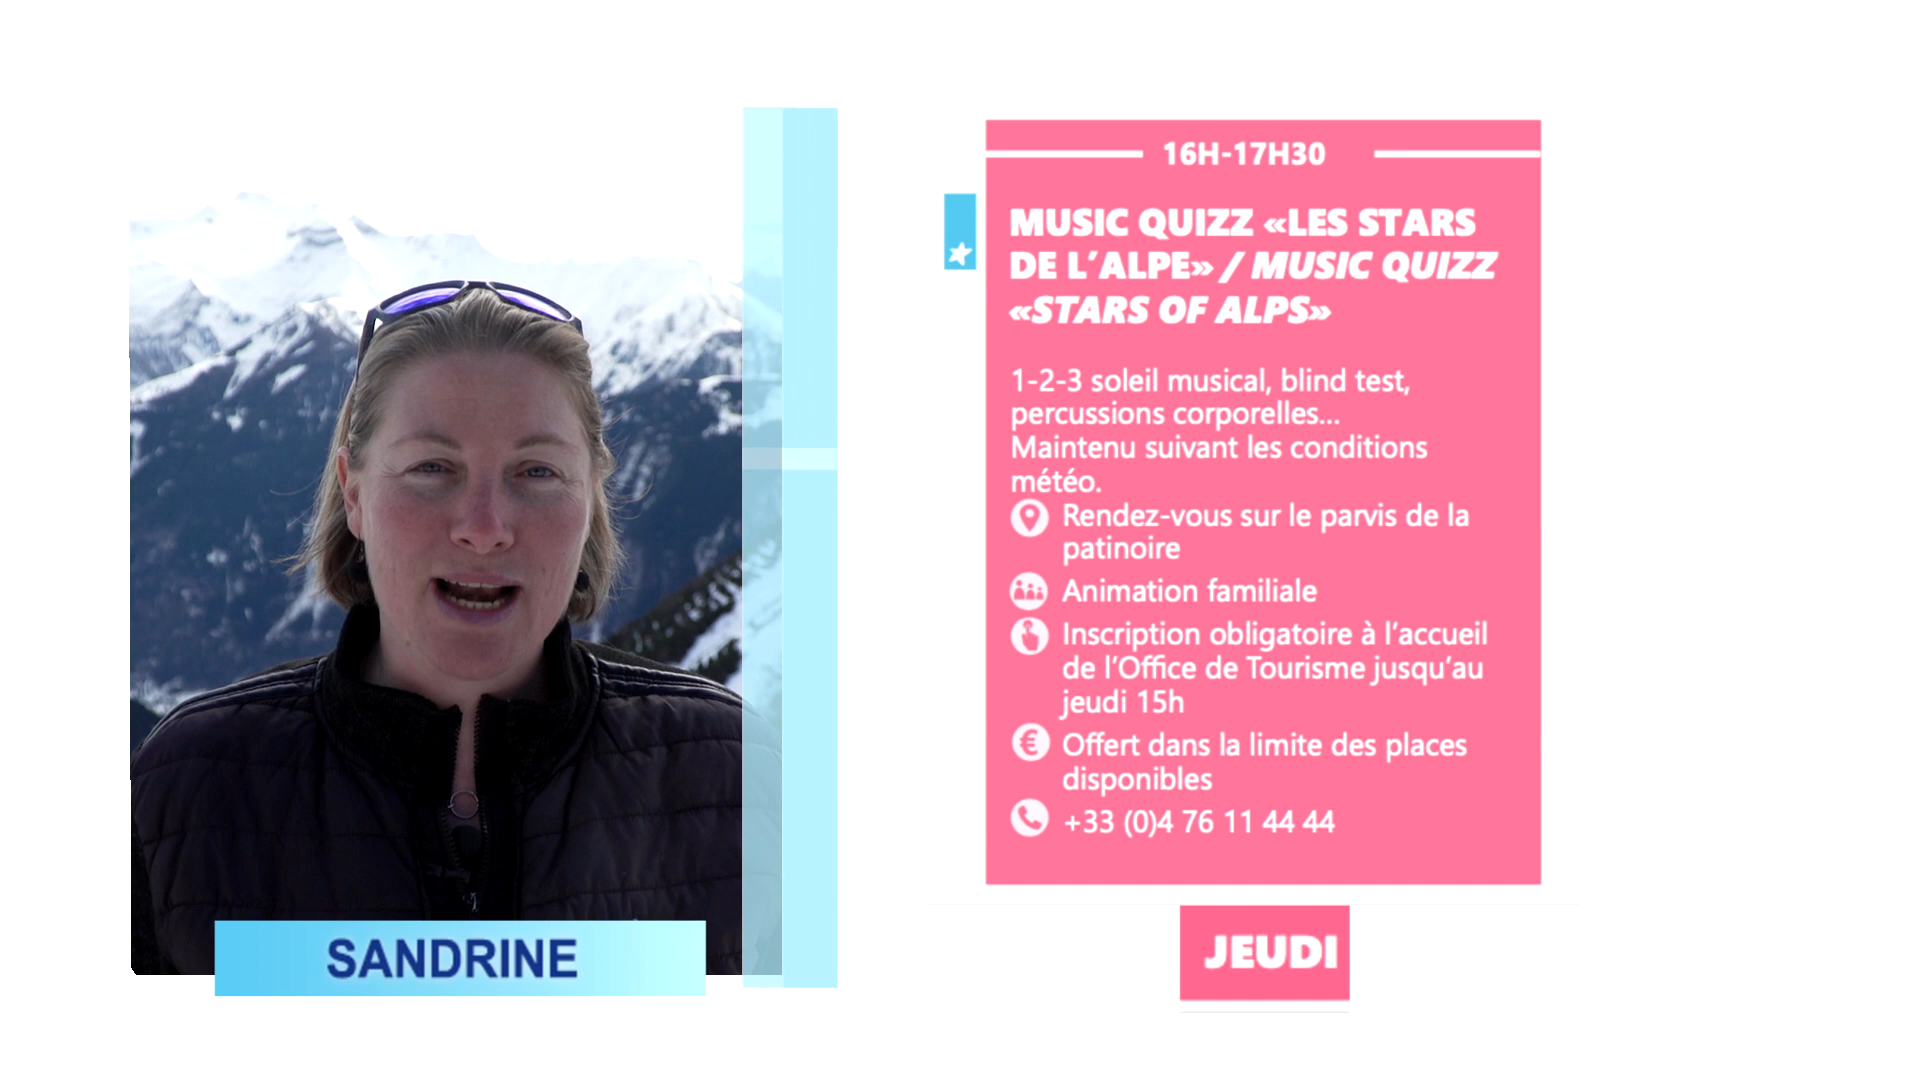 SANDRINE
16H-17H30
MUSIC QUIZZ «LES STARS
DE L’ALPE» / MUSIC QUIZZ
«STARS OF ALPS»
1-2-3 soleil musical, blind test,
percussions corporelles...
Maintenu suivant les conditions
météo.
Rendez-vous sur le parvis de la
patinoire
Animation familiale
Inscription obligatoire à l’accueil
de l’Office de Tourisme jusqu’au
jeudi 15h
Offert dans la limite des places
disponibles
+33 (0)4 76 11 44 44
JEUDI